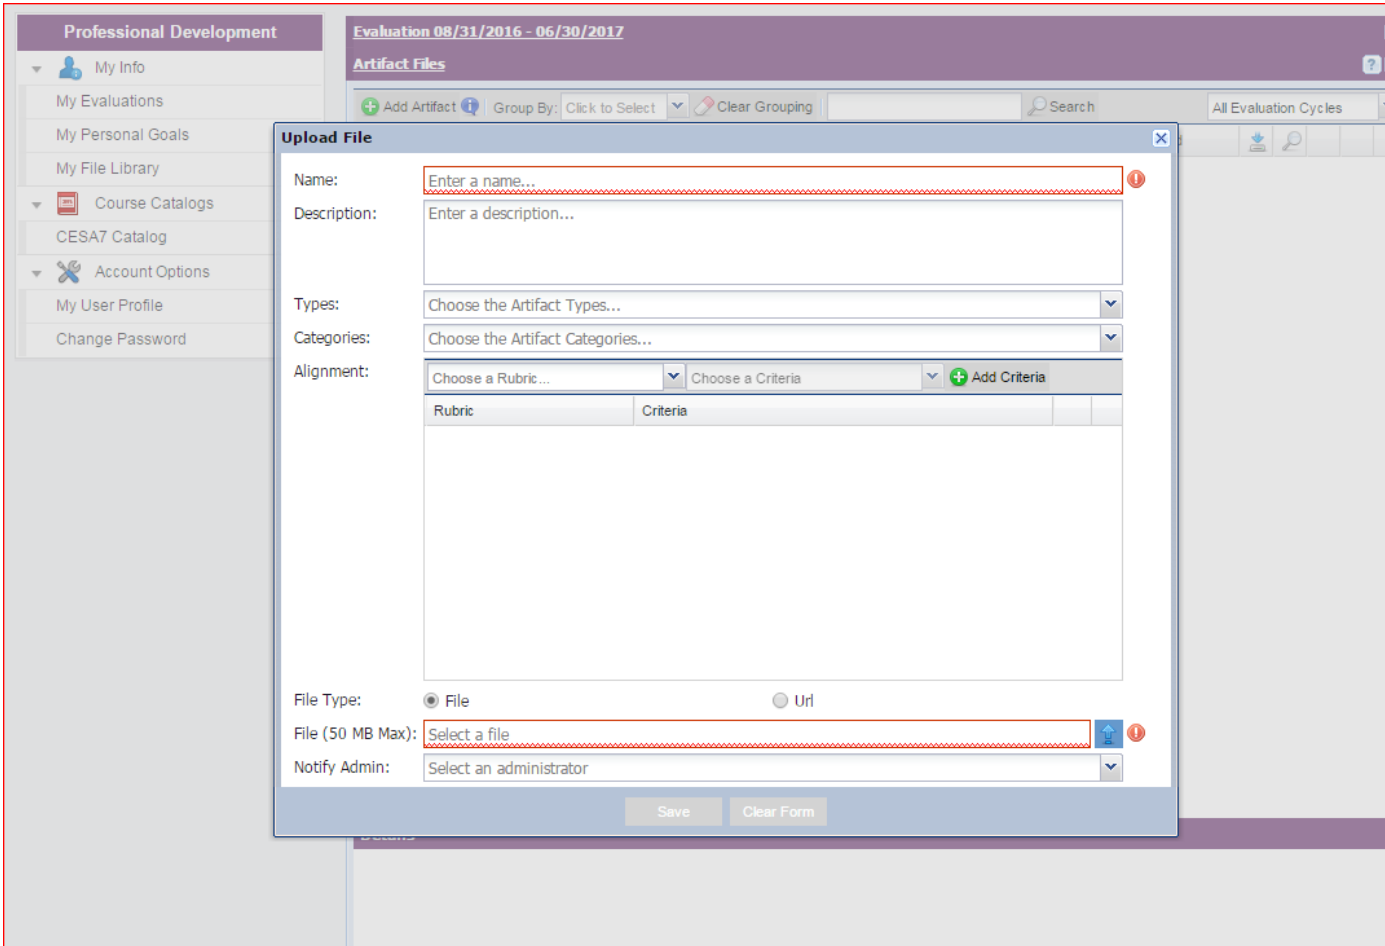 Professional Development
My Info
My Evaluations
My Personal Goals
My File Library
Course Catalogs
CESA7 Catalog
Account Options
My User Profile
Change Password
Evaluation 08/31/2016 - 06/30/2017
Artifact Files
Add Artifact Group By: Click to Select Clear Grouping Search All Evaluation Cycles
Upload File
Name: Enter a name...
Description: Enter a description...
Types: Choose the Artifact Types...
Categories: Choose the Artifact Categories...
Alignment: Choose a Rubric... Choose a Criteria Add Criteria
Rubric Criteria
File Type: File Url
File (50 MB Max): Select a file
Notify Admin: Select an administrator
Save Clear Form